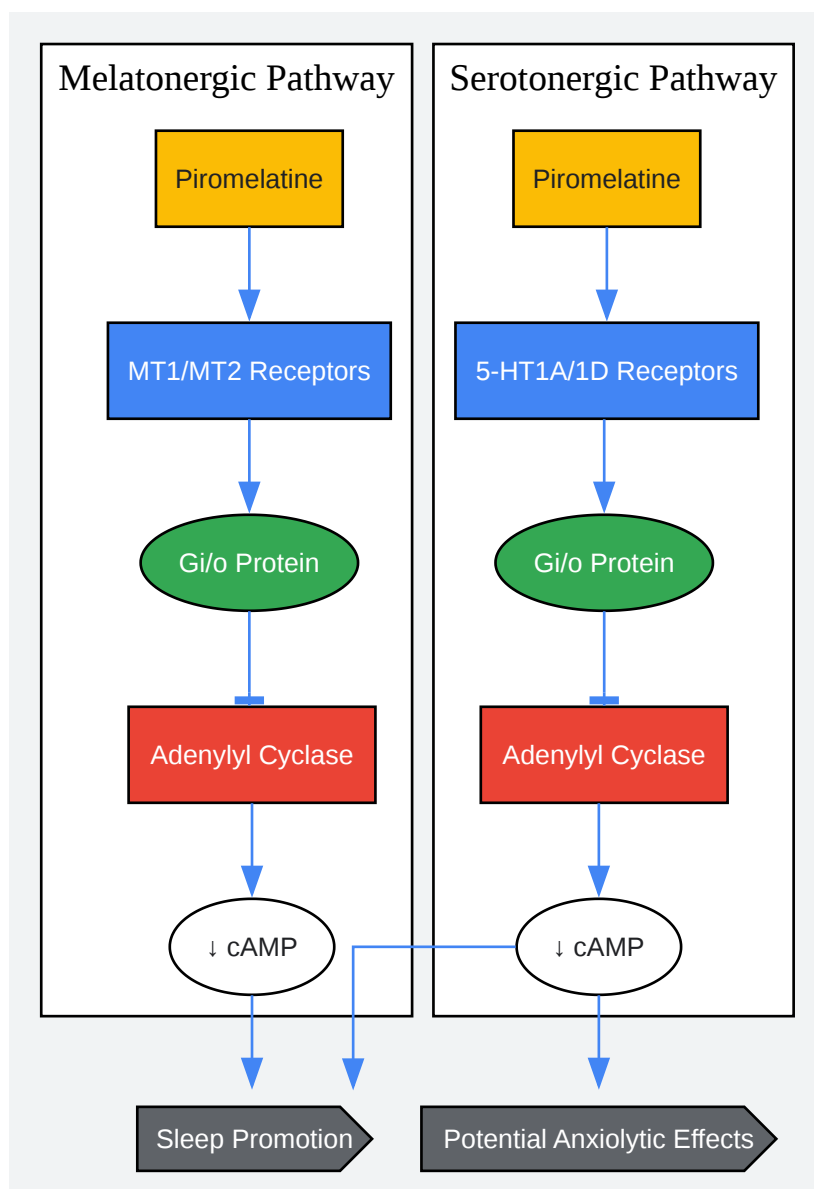 Melatonergic Pathway
Piromelatine
MT1/MT2 Receptors
Gi/o Protein
Adenylyl Cyclase
↓ cAMP
Sleep Promotion
Serotonergic Pathway
Piromelatine
5-HT1A/1D Receptors
Gi/o Protein
Adenylyl Cyclase
↓ cAMP
Potential Anxiolytic Effects